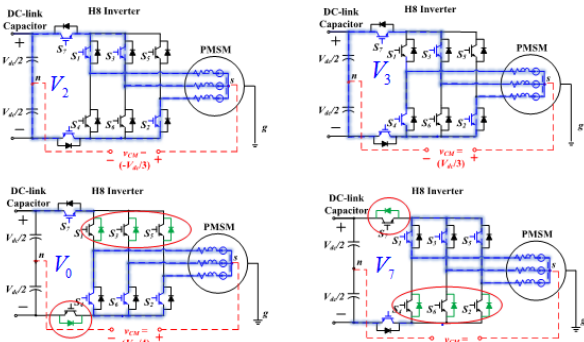 DC-link
Capacitor
H8 Inverter
PMSM
+
S7
S1 S3 S5
Vdc/2
n
V2
s
Vdc/2
S4 S6 S2
−
g
− vCM = +
(-Vdc/3)
DC-link
Capacitor
H8 Inverter
PMSM
+
S7
S1 S3 S5
Vdc/2
n
V3
s
Vdc/2
S4 S6 S2
−
g
− vCM = +
(Vdc/3)
DC-link
Capacitor
H8 Inverter
PMSM
+
S7
S1 S3 S5
Vdc/2
n
V0
s
Vdc/2
S4 S6 S2
−
g
− vCM = +
DC-link
Capacitor
H8 Inverter
PMSM
+
S7
S1 S3 S5
Vdc/2
n
V7
s
Vdc/2
S4 S6 S2
−
g
− vCM = +